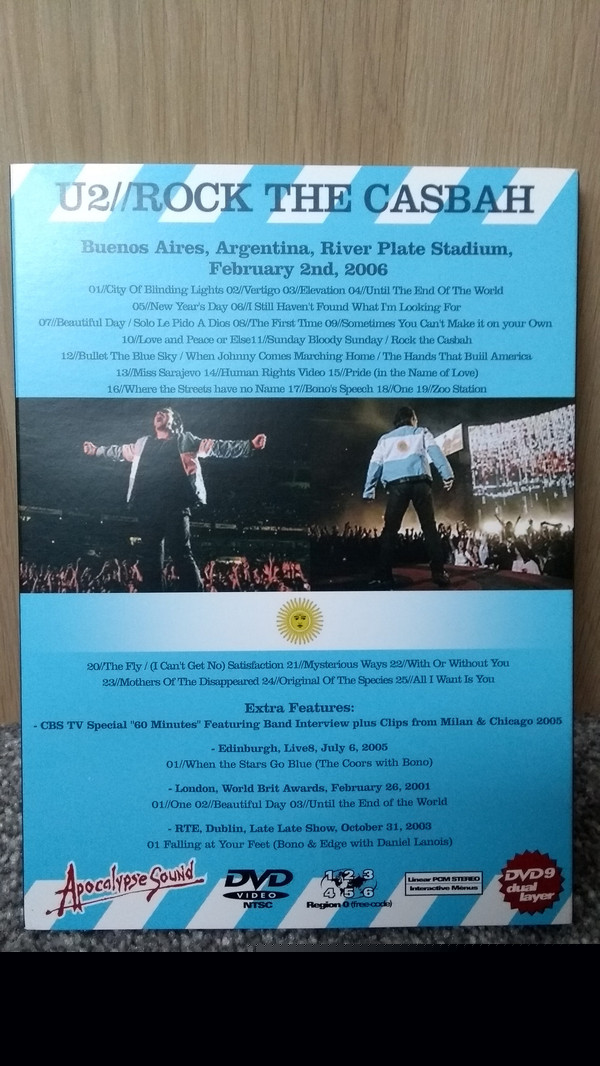 U2//ROCK THE CASBAH
Buenos Aires, Argentina, River Plate Stadium,
February 2nd, 2006
01//City Of Blinding Lights 02//Vertigo 03//Elevation 04//Until The End Of The World
05//New Year's Day 06//I Still Haven't Found What I'm Looking For
07//Beautiful Day / Solo Le Pido A Dios 08//The First Time 09//Sometimes You Can't Make it on your Own
10//Love and Peace or Else11//Sunday Bloody Sunday / Rock the Casbah
12//Bullet The Blue Sky / When Johnny Comes Marching Home / The Hands That Buiil America
13//Miss Sarajevo 14//Human Rights Video 15//Pride (in the Name of Love)
16//Where the Streets have no Name 17//Bono's Speech 18//One 19//Zoo Station
20//The Fly / (I Can't Get No) Satisfaction 21//Mysterious Ways 22//With Or Without You
23//Mothers Of The Disappeared 24//Original Of The Species 25//All I Want Is You
Extra Features:
- CBS TV Special "60 Minutes" Featuring Band Interview plus Clips from Milan & Chicago 2005
- Edinburgh, Live8, July 6, 2005
01//When the Stars Go Blue (The Coors with Bono)
- London, World Brit Awards, February 26, 2001
01//One 02//Beautiful Day 03//Until the End of the World
- RTE, Dublin, Late Late Show, October 31, 2003
01 Falling at Your Feet (Bono & Edge with Daniel Lanois)
Apocalypse Sound
DVD
VIDEO
NTSC
1 2 3
4 5 6
Region 0 (free-code)
Linear PCM STEREO
Interactive Menus
DVD9
dual
layer